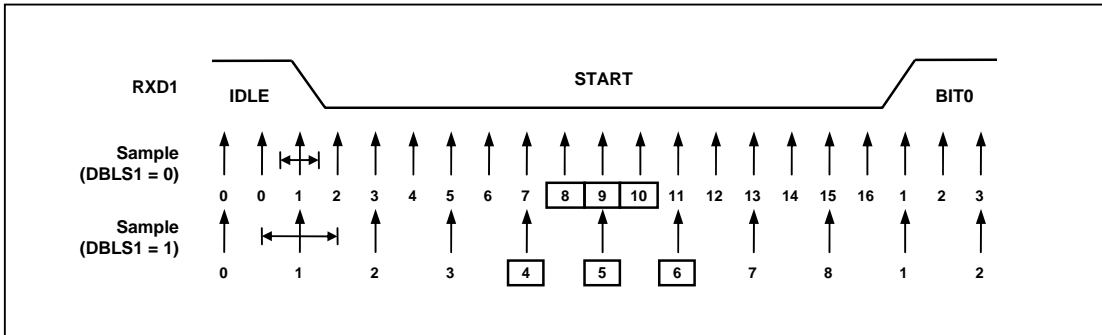 START
RXD1
IDLE
BIT0
Sample
(DBLS1 = 0)
0 0 1 2 3 4 5 6 7 8 9 10 11 12 13 14 15 16 1 2 3
Sample
(DBLS1 = 1)
0 1 2 3 4 5 6 7 8 1 2